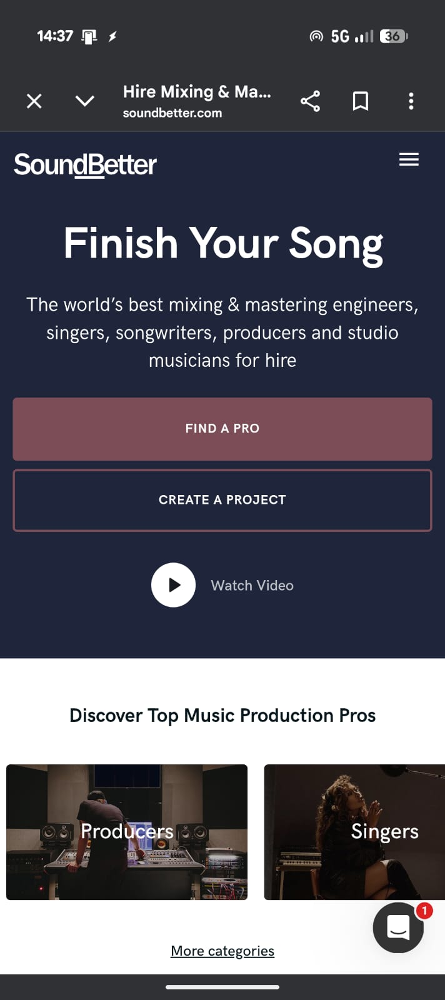 14:37
5G
36
Hire Mixing & Ma...
soundbetter.com
SoundBetter
Finish Your Song
The world’s best mixing & mastering engineers,
singers, songwriters, producers and studio
musicians for hire
FIND A PRO
CREATE A PROJECT
Watch Video
Discover Top Music Production Pros
Producers
Singers
1
More categories